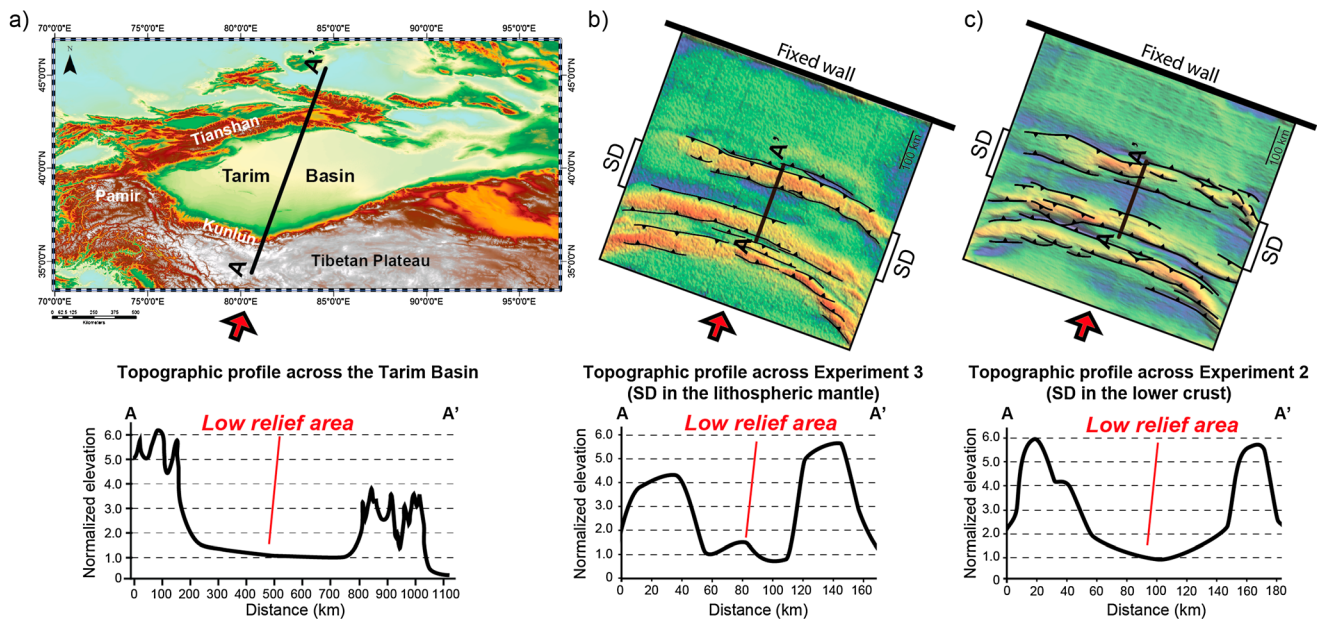 a)
70°0'0"E 75°0'0"E 80°0'0"E 85°0'0"E 90°0'0"E 95°0'0"E
N
45°0'0"N
40°0'0"N
35°0'0"N
A'
Tianshan
Tarim Basin
Pamir
Kunlun
A
Tibetan Plateau
70°0'0"E 75°0'0"E 80°0'0"E 85°0'0"E 90°0'0"E 95°0'0"E
0 62.5 125 250 375 500
Kilometers
b)
Fixed wall
100 km
SD
A'
A
SD
c)
Fixed wall
100 km
SD
A'
A
SD
Topographic profile across the Tarim Basin
A A'
Low relief area
Normalized elevation
6.0
5.0
4.0
3.0
2.0
1.0
0
0 100 200 300 400 500 600 700 800 900 1000 1100
Distance (km)
Topographic profile across Experiment 3
(SD in the lithospheric mantle)
A A'
Low relief area
Normalized elevation
6.0
5.0
4.0
3.0
2.0
1.0
0
0 20 40 60 80 100 120 140 160
Distance (km)
Topographic profile across Experiment 2
(SD in the lower crust)
A A'
Low relief area
Normalized elevation
6.0
5.0
4.0
3.0
2.0
1.0
0
0 20 40 60 80 100 120 140 160 180
Distance (km)